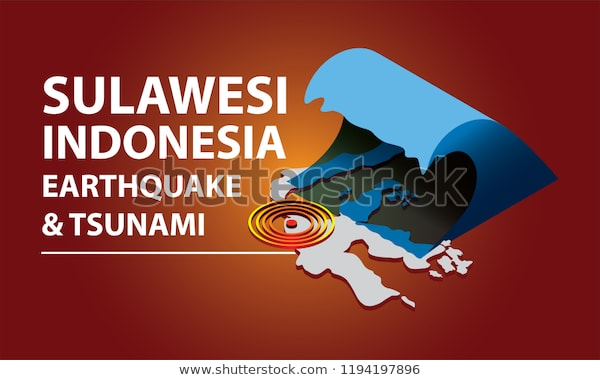 SULAWESI
INDONESIA
EARTHQUAKE
& TSUNAMI
shutterstock
www.shutterstock.com · 1194197896